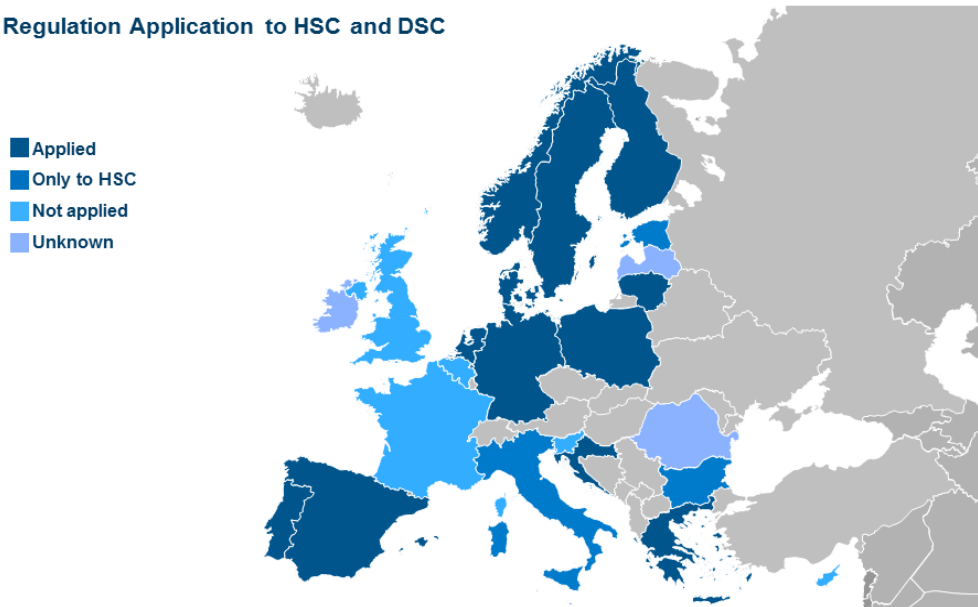 Regulation Application to HSC and DSC
Applied
Only to HSC
Not applied
Unknown